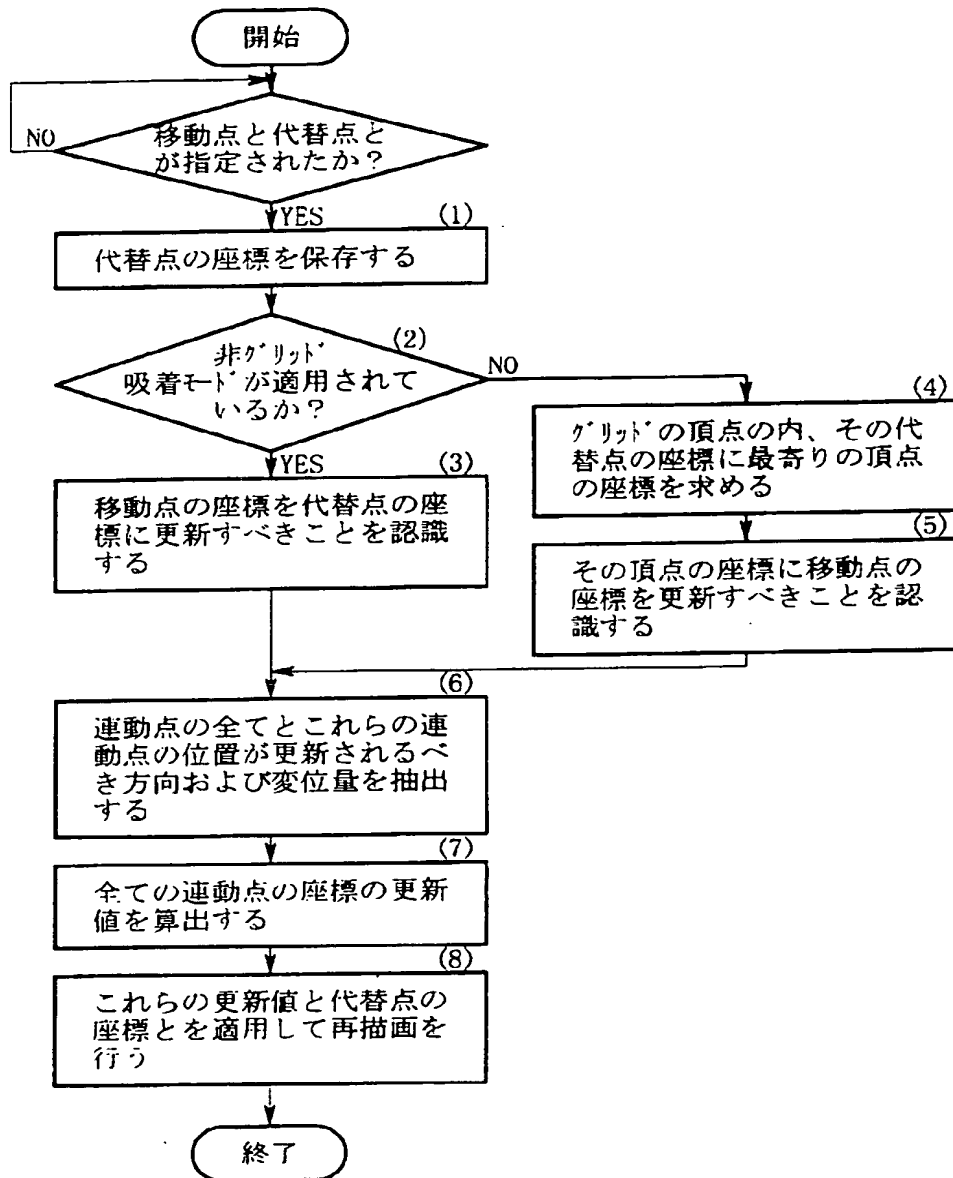 開始
移動点と代替点と
が指定されたか？
NO
YES
(1)
代替点の座標を保存する
(2)
非グリッド
吸着モードが適用されて
いるか？
NO
YES
(3)
移動点の座標を代替点の座
標に更新すべきことを認識
する
(4)
グリッドの頂点の内、その代
替点の座標に最寄りの頂点
の座標を求める
(5)
その頂点の座標に移動点の
座標を更新すべきことを認
識する
(6)
連動点の全てとこれらの連
動点の位置が更新されるべ
き方向および変位量を抽出
する
(7)
全ての連動点の座標の更新
値を算出する
(8)
これらの更新値と代替点の
座標とを適用して再描画を
行う
終了